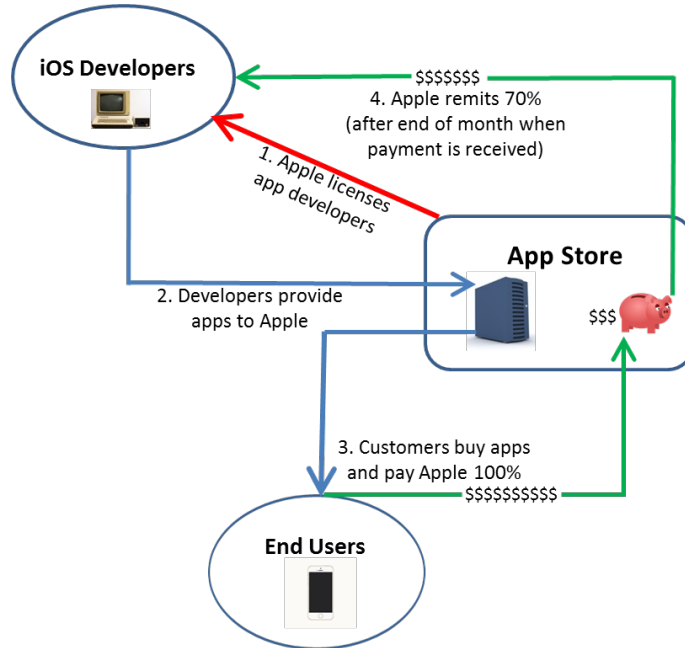 iOS Developers
$$$$$$$
4. Apple remits 70%
(after end of month when
payment is received)
1. Apple licenses
app developers
App Store
2. Developers provide
apps to Apple
$$$
3. Customers buy apps
and pay Apple 100%
$$$$$$$$$$
End Users